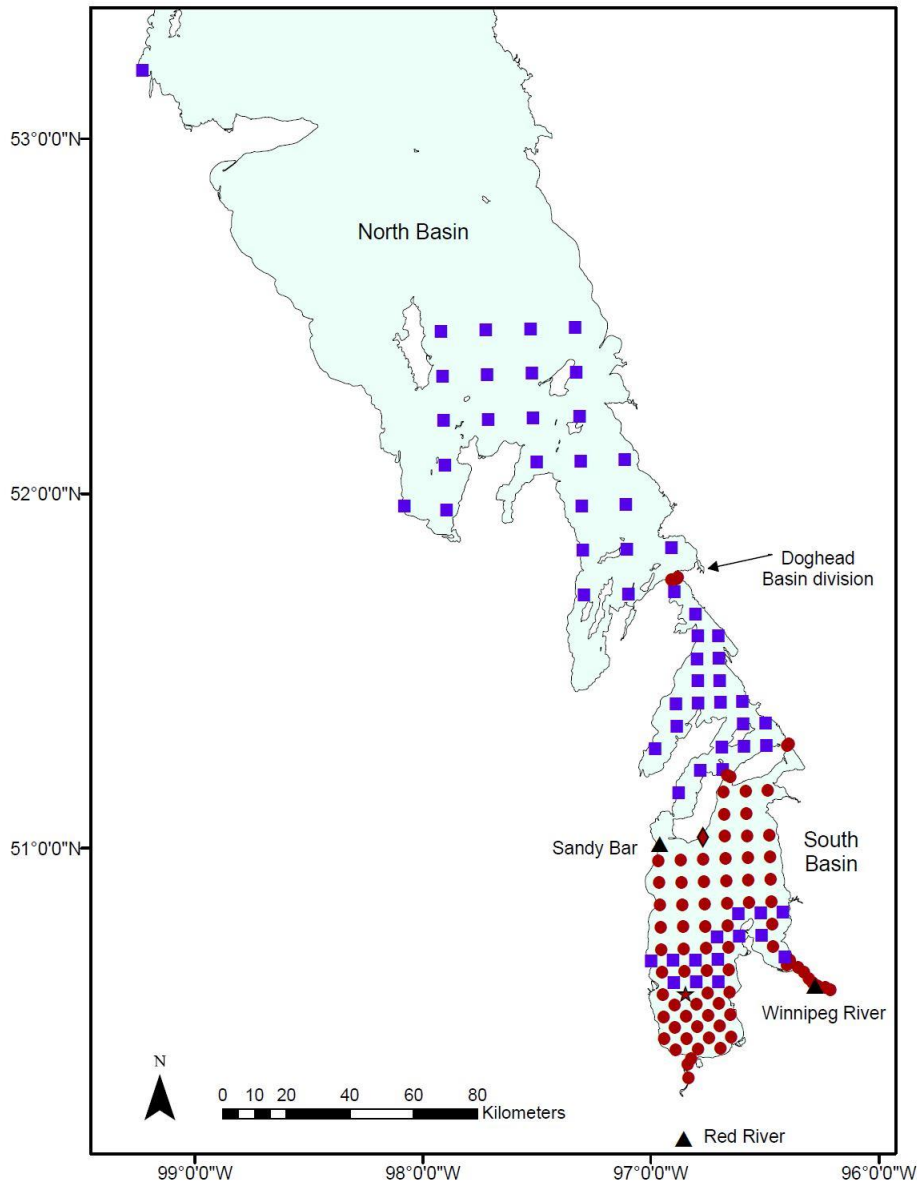 53°0'0"N
North Basin
52°0'0"N
Doghead
Basin division
51°0'0"N
Sandy Bar
South
Basin
Winnipeg River
N
0 10 20 40 60 80
Kilometers
Red River
99°0'0"W 98°0'0"W 97°0'0"W 96°0'0"W